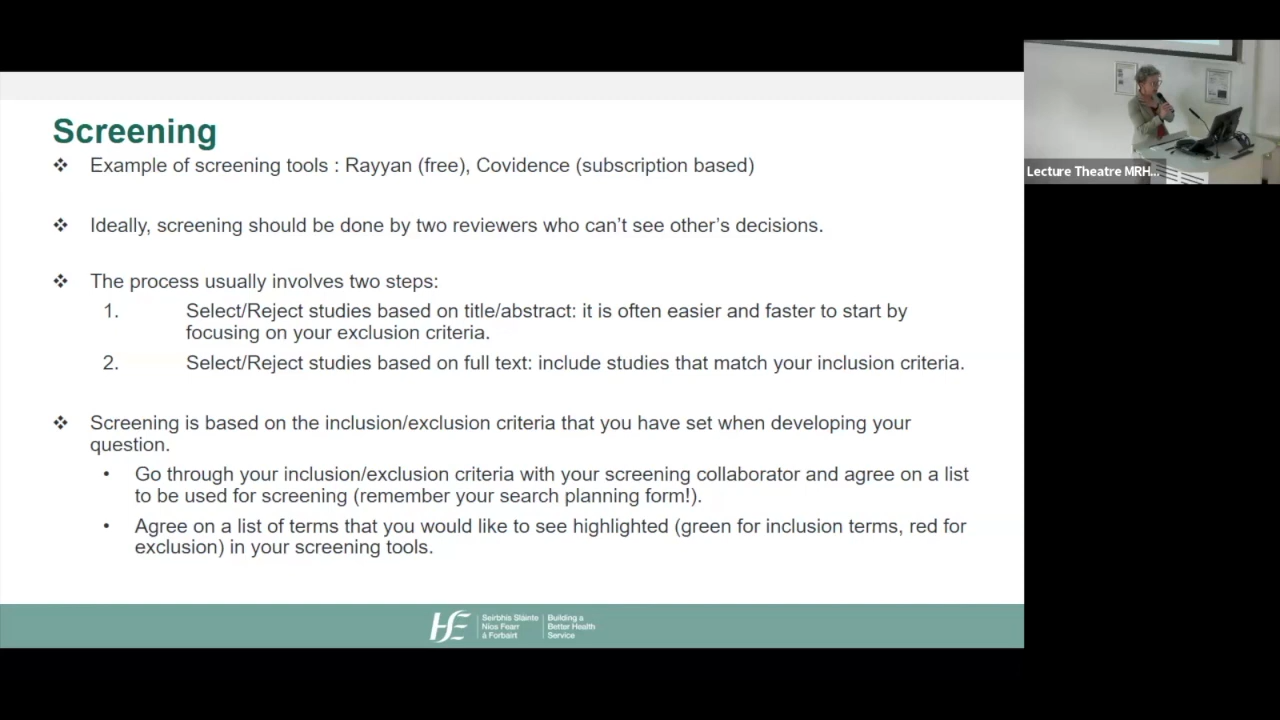 Screening
❖ Example of screening tools : Rayyan (free), Covidence (subscription based)
❖ Ideally, screening should be done by two reviewers who can’t see other’s decisions.
❖ The process usually involves two steps:
1. Select/Reject studies based on title/abstract: it is often easier and faster to start by
focusing on your exclusion criteria.
2. Select/Reject studies based on full text: include studies that match your inclusion criteria.
❖ Screening is based on the inclusion/exclusion criteria that you have set when developing your
question.
• Go through your inclusion/exclusion criteria with your screening collaborator and agree on a list
to be used for screening (remember your search planning form!).
• Agree on a list of terms that you would like to see highlighted (green for inclusion terms, red for
exclusion) in your screening tools.
HSE
Seirbhís Sláinte
Níos Fearr
á Forbairt
Building a
Better Health
Service
Lecture Theatre MRH...